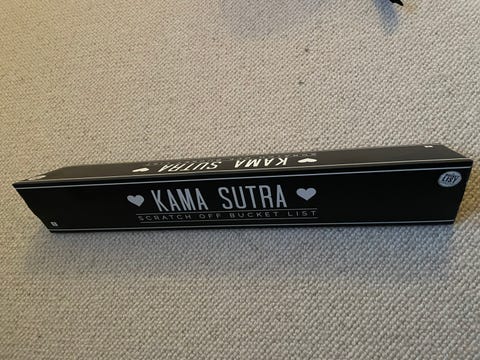 KAMA SUTRA
KAMA SUTRA
SCRATCH OFF BUCKET LIST